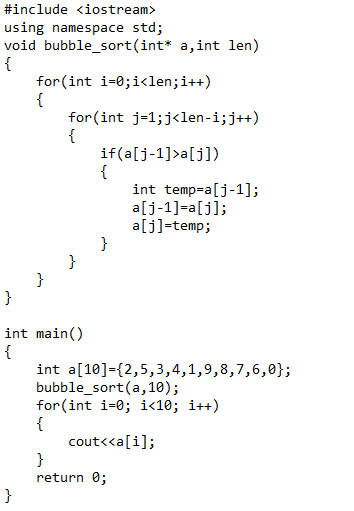 #include <iostream>
using namespace std;
void bubble_sort(int* a,int len)
{
    for(int i=0;i<len;i++)
    {
        for(int j=1;j<len-i;j++)
        {
            if(a[j-1]>a[j])
            {
                int temp=a[j-1];
                a[j-1]=a[j];
                a[j]=temp;
            }
        }
    }
}

int main()
{
    int a[10]={2,5,3,4,1,9,8,7,6,0};
    bubble_sort(a,10);
    for(int i=0; i<10; i++)
    {
        cout<<a[i];
    }
    return 0;
}